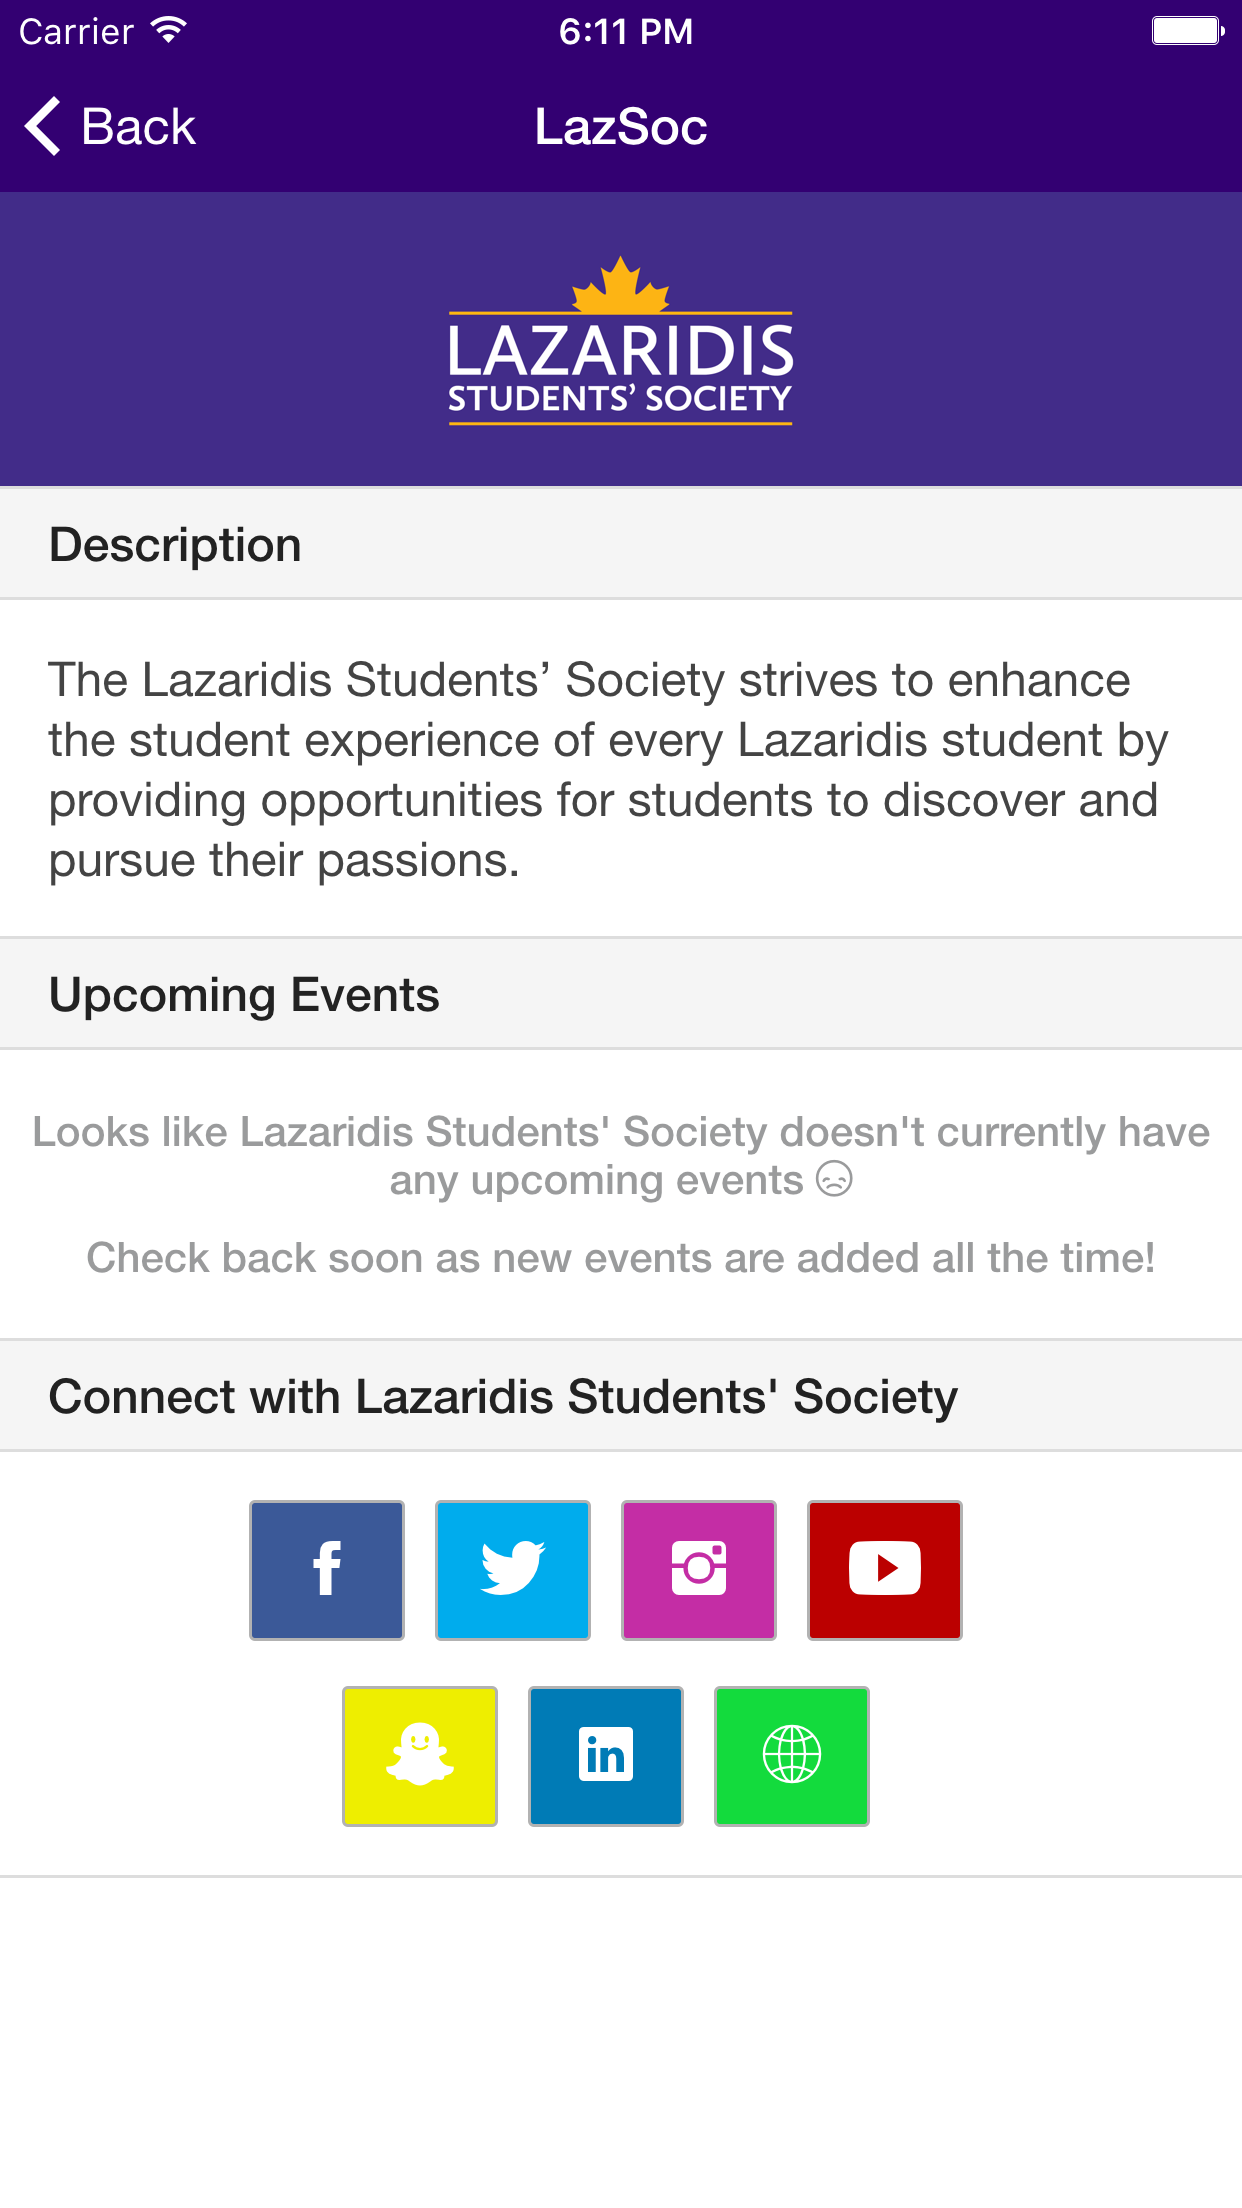 Carrier 6:11 PM
Back LazSoc
LAZARIDIS
STUDENTS’ SOCIETY
Description
The Lazaridis Students’ Society strives to enhance
the student experience of every Lazaridis student by
providing opportunities for students to discover and
pursue their passions.
Upcoming Events
Looks like Lazaridis Students' Society doesn't currently have
any upcoming events
Check back soon as new events are added all the time!
Connect with Lazaridis Students' Society